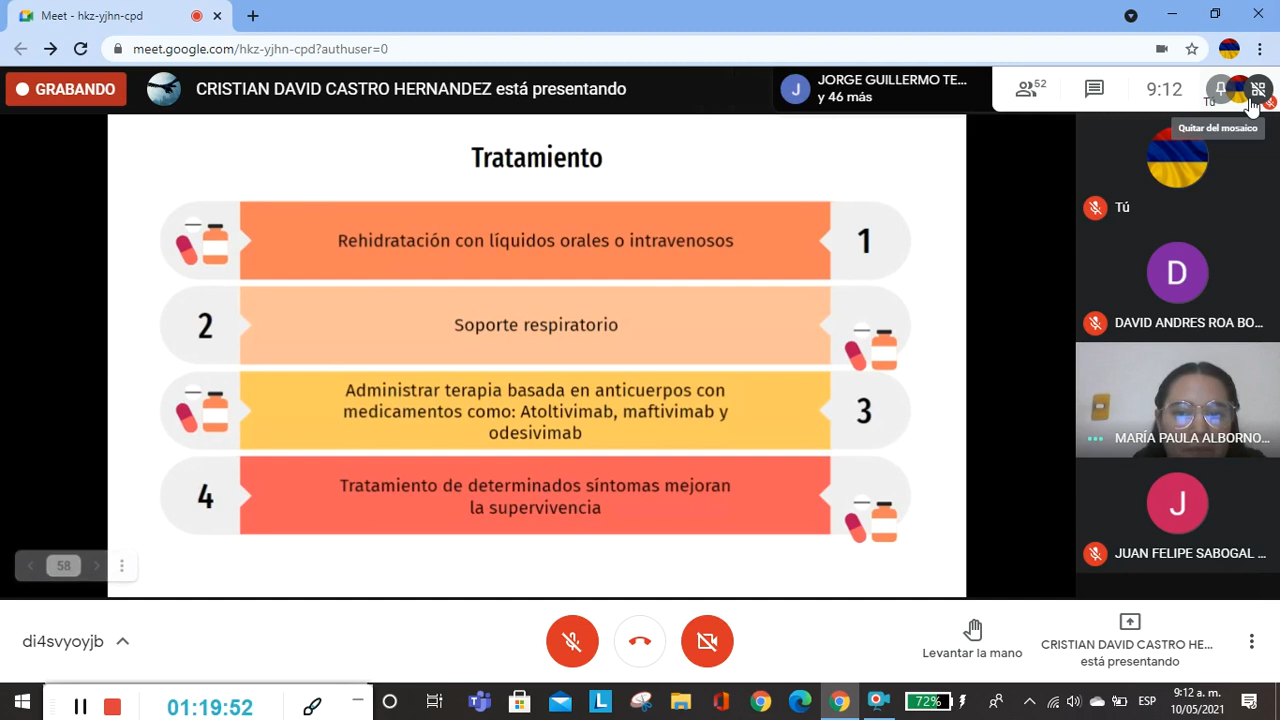 Meet - hkz-yjhn-cpd
meet.google.com/hkz-yjhn-cpd?authuser=0
GRABANDO
CRISTIAN DAVID CASTRO HERNANDEZ está presentando
J
JORGE GUILLERMO TE...
y 46 más
52
9:12
Tú
Quitar del mosaico
Tratamiento
Rehidratación con líquidos orales o intravenosos
1
2
Soporte respiratorio
Administrar terapia basada en anticuerpos con
medicamentos como: Atoltivimab, maftivimab y
odesivimab
3
4
Tratamiento de determinados síntomas mejoran
la supervivencia
58
Tú
D
DAVID ANDRES ROA BO...
MARÍA PAULA ALBORNO...
J
JUAN FELIPE SABOGAL ...
di4svyoyjb
Levantar la mano
CRISTIAN DAVID CASTRO HE...
está presentando
01:19:52
L
72%
ESP
9:12 a. m.
10/05/2021